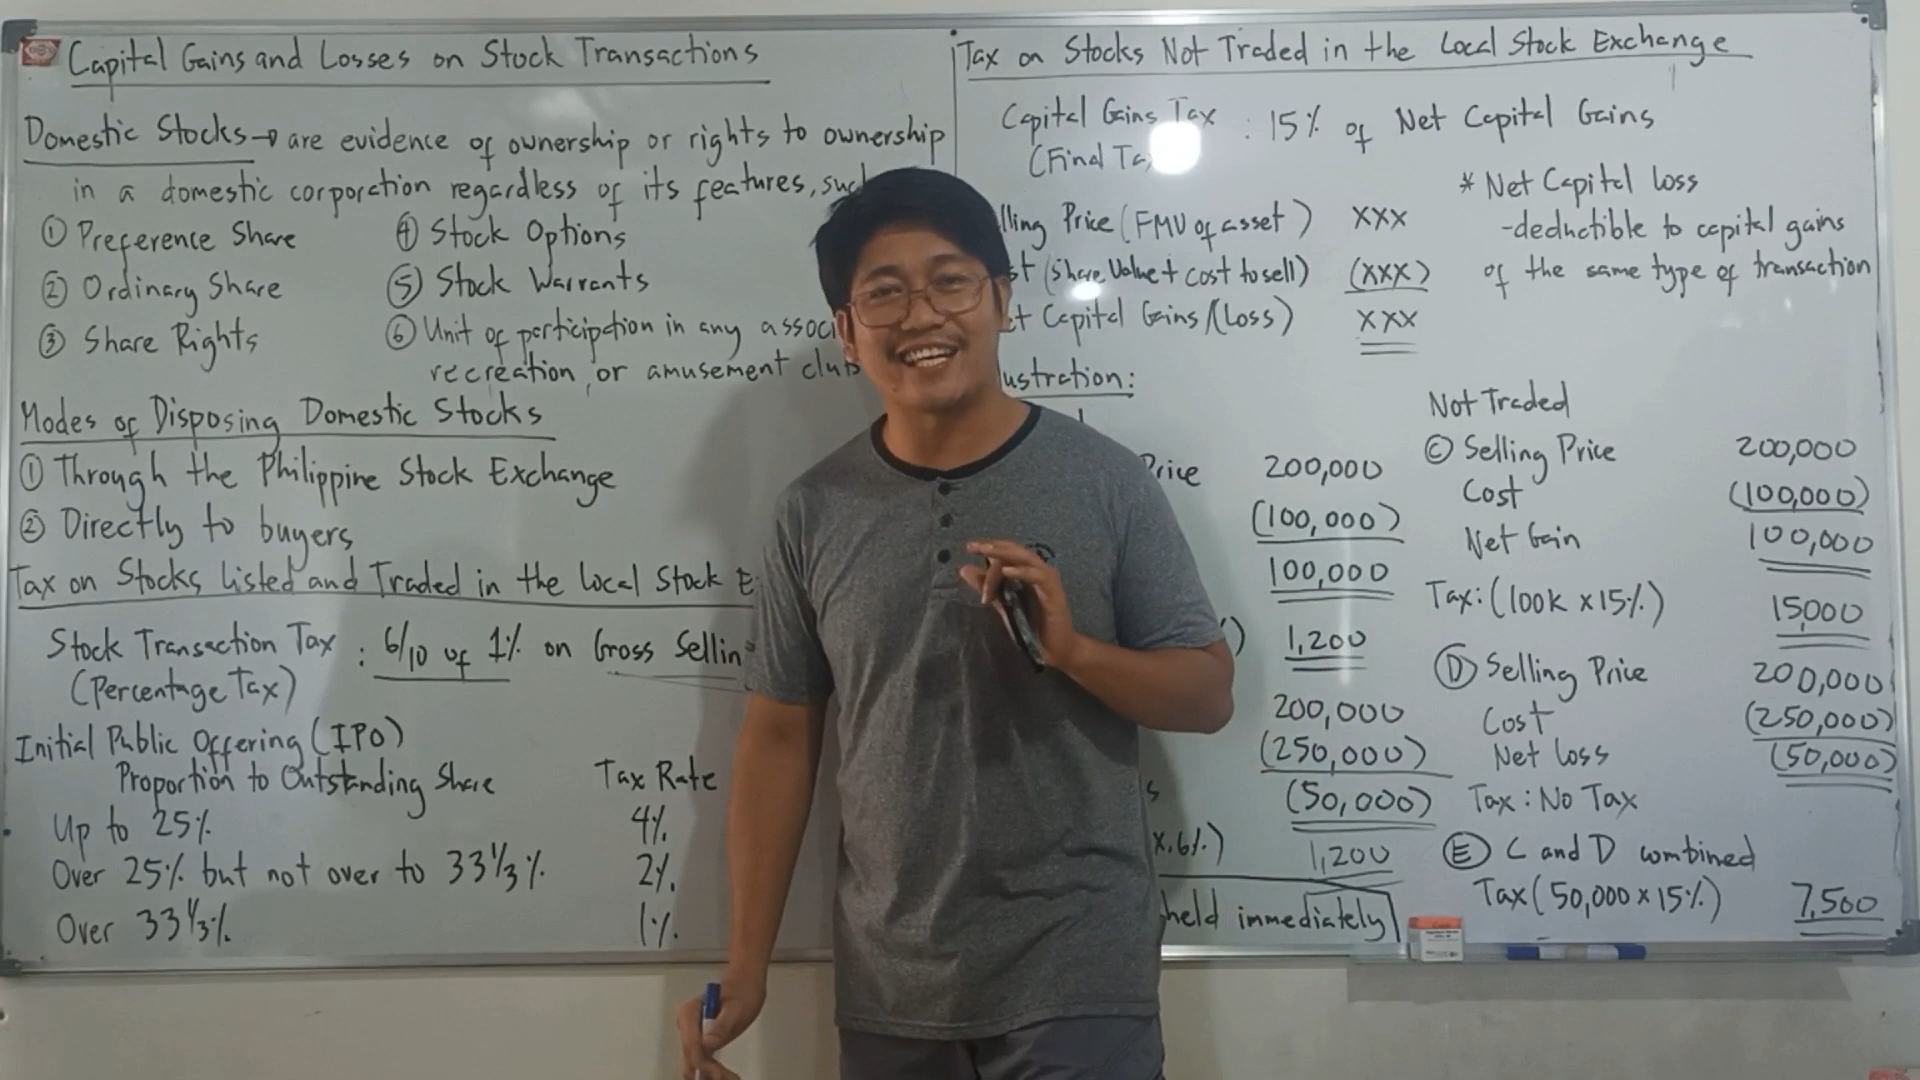 Capital Gains and Losses on Stock Transactions
Domestic Stocks → are evidence of ownership or rights to ownership
in a domestic corporation regardless of its features,
① Preference Share
② Ordinary Share
③ Share Rights
④ Stock Options
⑤ Stock Warrants
⑥ Unit of participation in any
recreation, or amusement club
Modes of Disposing Domestic Stocks
① Through the Philippine Stock Exchange
② Directly to buyers
Tax on Stocks listed and Traded in the Local Stock
Stock Transaction Tax : 6/10 of 1% on Gross
(Percentage Tax)
Initial Public Offering (IPO)
Proportion to Outstanding Share Tax Rate
Up to 25% 4%
Over 25% but not over to 33 1/3% 2%
Over 33 1/3% 1%
Tax on Stocks Not Traded in the Local Stock Exchange
Capital Gains Tax : 15% of Net Capital Gains
(Final
Price (FMV of asset) XXX
(share Value + cost to sell) (XXX)
Capital Gains/(Loss) XXX
* Net Capital loss
-deductible to capital gains
of the same type of transaction
Price 200,000
(100,000)
100,000
1,200
200,000
(250,000)
(50,000)
x.6%) 1,200
held immediately
Not Traded
Ⓒ Selling Price 200,000
Cost (100,000)
Net Gain 100,000
Tax: (100K x 15%) 15,000
Ⓓ Selling Price 200,000
Cost (250,000)
Net loss (50,000)
Tax: No Tax
Ⓔ C and D combined
Tax (50,000 x 15%) 7,500